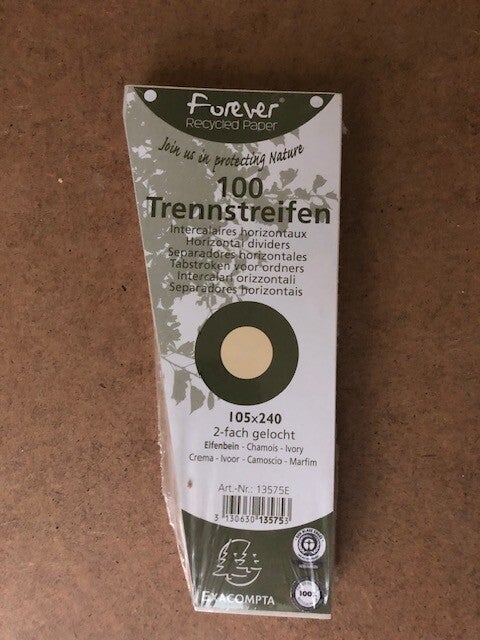 Forever®
Recycled Paper
Join us in protecting Nature
100
Trennstreifen
Intercalaires horizontaux
Horizontal dividers
Separadores horizontales
Tabstroken voor ordners
Intercalari orizzontali
Separadores horizontais
105x240
2-fach gelocht
Elfenbein - Chamois - Ivory
Crema - Ivoor - Camoscio - Marfim
Art.-Nr.: 13575E
3 130630 135753
EXACOMPTA
100%